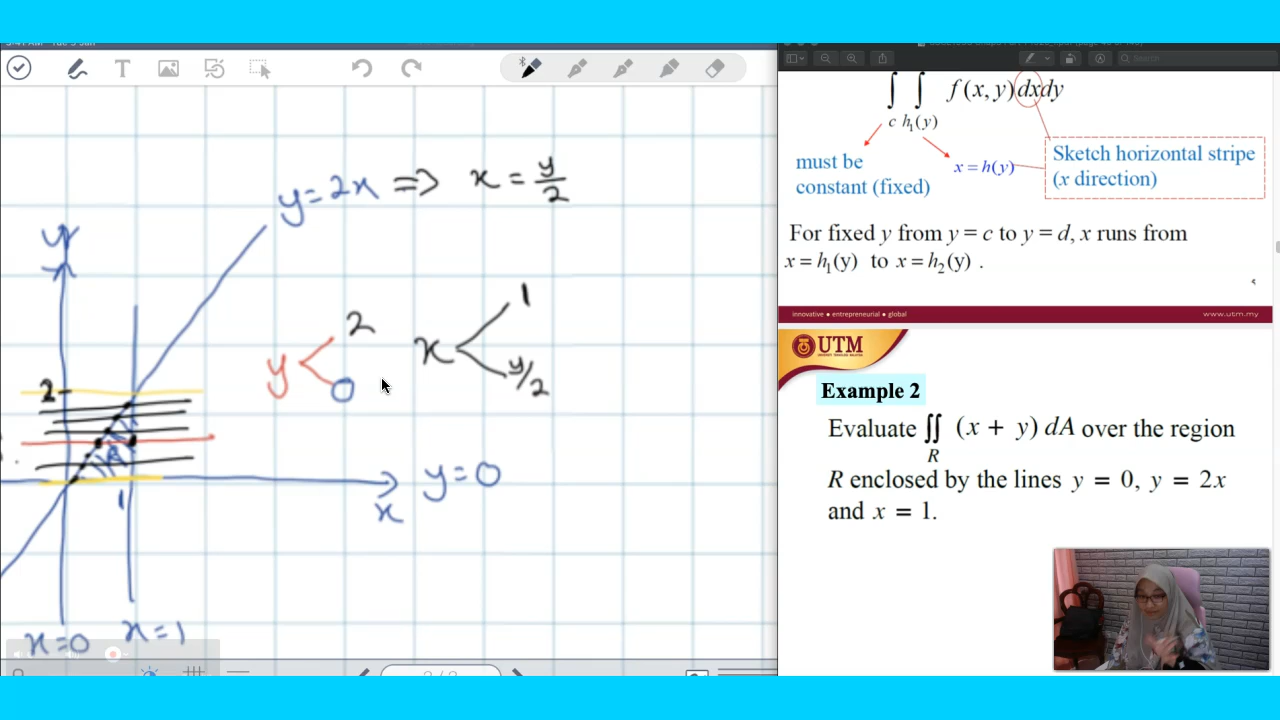 y=2x ⇒ x = y/2
y
2
y < 2
0
x < 1
y/2
2
R
1
x
y=0
x=0
x=1
∫ ∫ f(x, y)dxdy
c h₁(y)
must be
constant (fixed)
x = h(y)
Sketch horizontal stripe
(x direction)
For fixed y from y = c to y = d, x runs from
x = h₁(y) to x = h₂(y) .
innovative ● entrepreneurial ● global
www.utm.my
UTM
Example 2
Evaluate ∬ (x + y) dA over the region
R
R enclosed by the lines y = 0, y = 2x
and x = 1.
Search